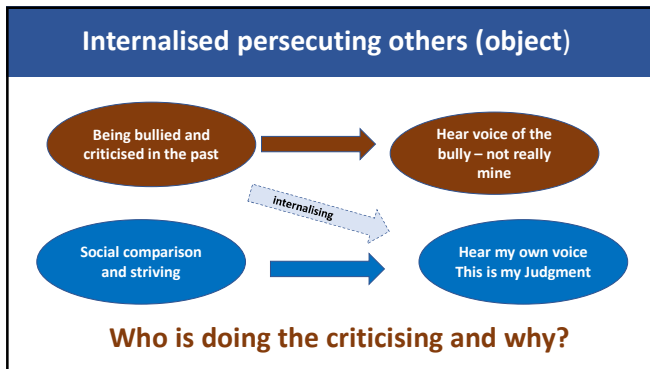 Internalised persecuting others (object)
Being bullied and
criticised in the past
Hear voice of the
bully – not really
mine
internalising
Social comparison
and striving
Hear my own voice
This is my Judgment
Who is doing the criticising and why?